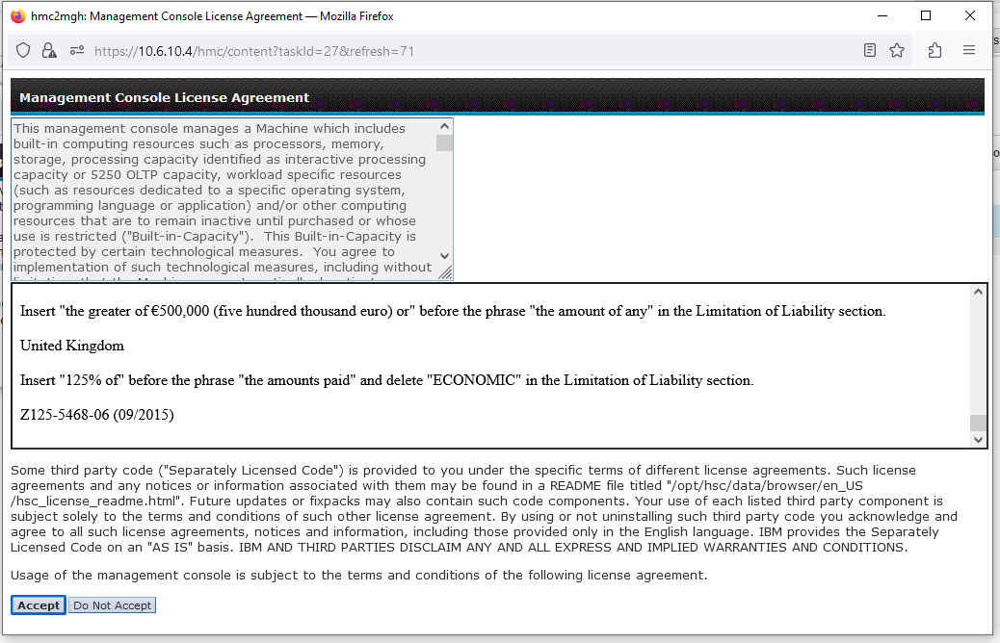 hmc2mgh: Management Console License Agreement — Mozilla Firefox
https://10.6.10.4/hmc/content?taskId=27&refresh=71
Management Console License Agreement
This management console manages a Machine which includes
built-in computing resources such as processors, memory,
storage, processing capacity identified as interactive processing
capacity or 5250 OLTP capacity, workload specific resources
(such as resources dedicated to a specific operating system,
programming language or application) and/or other computing
resources that are to remain inactive until purchased or whose
use is restricted ("Built-in-Capacity").  This Built-in-Capacity is
protected by certain technological measures.  You agree to
implementation of such technological measures, including without
Insert "the greater of €500,000 (five hundred thousand euro) or" before the phrase "the amount of any" in the Limitation of Liability section.
United Kingdom
Insert "125% of" before the phrase "the amounts paid" and delete "ECONOMIC" in the Limitation of Liability section.
Z125-5468-06 (09/2015)
Some third party code ("Separately Licensed Code") is provided to you under the specific terms of different license agreements. Such license
agreements and any notices or information associated with them may be found in a README file titled "/opt/hsc/data/browser/en_US
/hsc_license_readme.html". Future updates or fixpacks may also contain such code components. Your use of each listed third party component is
subject solely to the terms and conditions of such other license agreement. By using or not uninstalling such third party code you acknowledge and
agree to all such license agreements, notices and information, including those provided only in the English language. IBM provides the Separately
Licensed Code on an "AS IS" basis. IBM AND THIRD PARTIES DISCLAIM ANY AND ALL EXPRESS AND IMPLIED WARRANTIES AND CONDITIONS.
Usage of the management console is subject to the terms and conditions of the following license agreement.
Accept
Do Not Accept